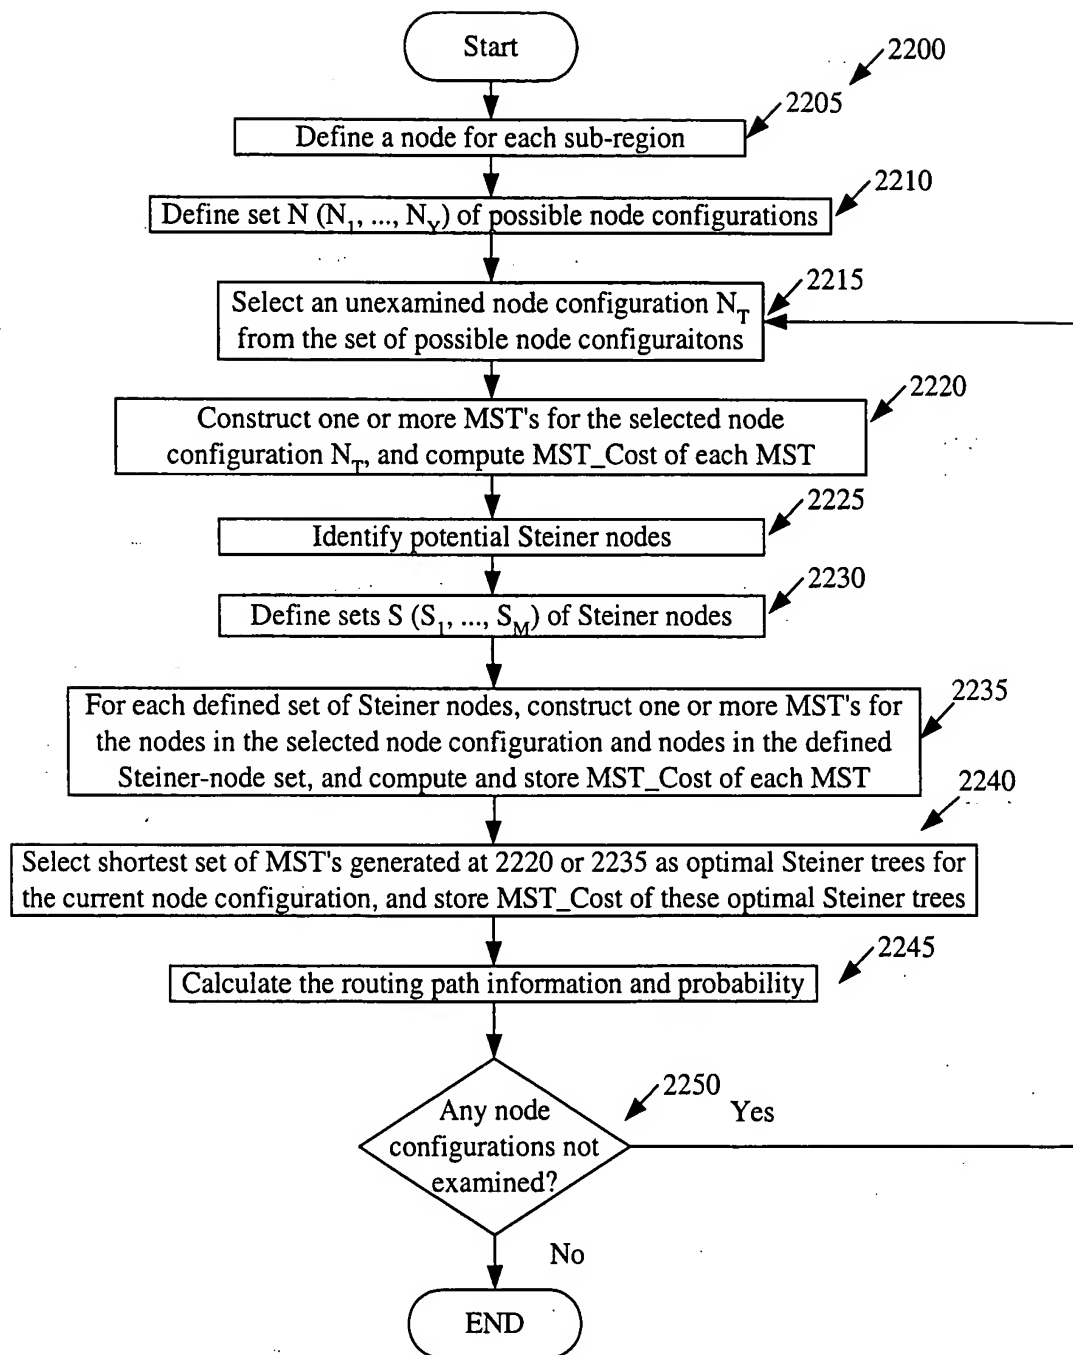 Start
2200
2205
Define a node for each sub-region
2210
Define set N (N1, ..., NY) of possible node configurations
2215
Select an unexamined node configuration NT
from the set of possible node configuraitons
2220
Construct one or more MST's for the selected node
configuration NT, and compute MST_Cost of each MST
2225
Identify potential Steiner nodes
2230
Define sets S (S1, ..., SM) of Steiner nodes
2235
For each defined set of Steiner nodes, construct one or more MST's for
the nodes in the selected node configuration and nodes in the defined
Steiner-node set, and compute and store MST_Cost of each MST
2240
Select shortest set of MST's generated at 2220 or 2235 as optimal Steiner trees for
the current node configuration, and store MST_Cost of these optimal Steiner trees
2245
Calculate the routing path information and probability
2250
Yes
Any node
configurations not
examined?
No
END